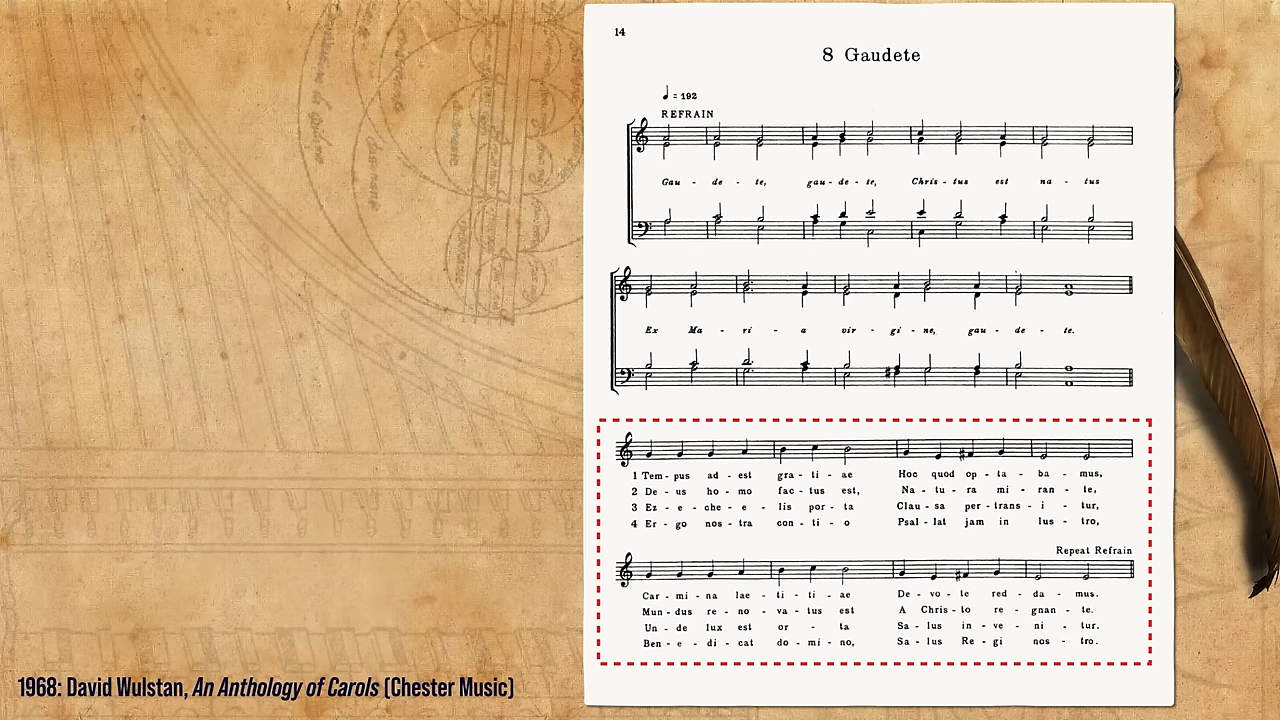 14
8 Gaudete
= 192
REFRAIN
Gau - de - te, gau - de - te, Chris - tus est na - tus
Ex Ma - ri - a vir - gi - ne, gau - de - te.
1 Tem - pus ad - est gra - ti - ae Hoc quod op - ta - ba - mus,
2 De - us ho - mo fac - tus est, Na - tu - ra mi - ran - te,
3 Ez - e - che - e - lis por - ta Clau - sa per - trans - i - tur,
4 Er - go nos - tra con - ti - o Psal - lat jam in lus - tro,
Repeat Refrain
Car - mi - na lae - ti - ti - ae De - vo - te red - da - mus.
Mun - dus re - no - va - tus est A Chris - to re - gnan - te.
Un - de lux est or - ta Sa - lus in - ve - ni - tur.
Ben - e - di - cat do - mi - no, Sa - lus Re - gi nos - tro.
1968: David Wulstan, An Anthology of Carols (Chester Music)